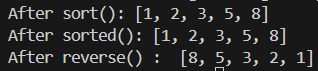 After sort(): [1, 2, 3, 5, 8]
After sorted(): [1, 2, 3, 5, 8]
After reverse() :  [8, 5, 3, 2, 1]